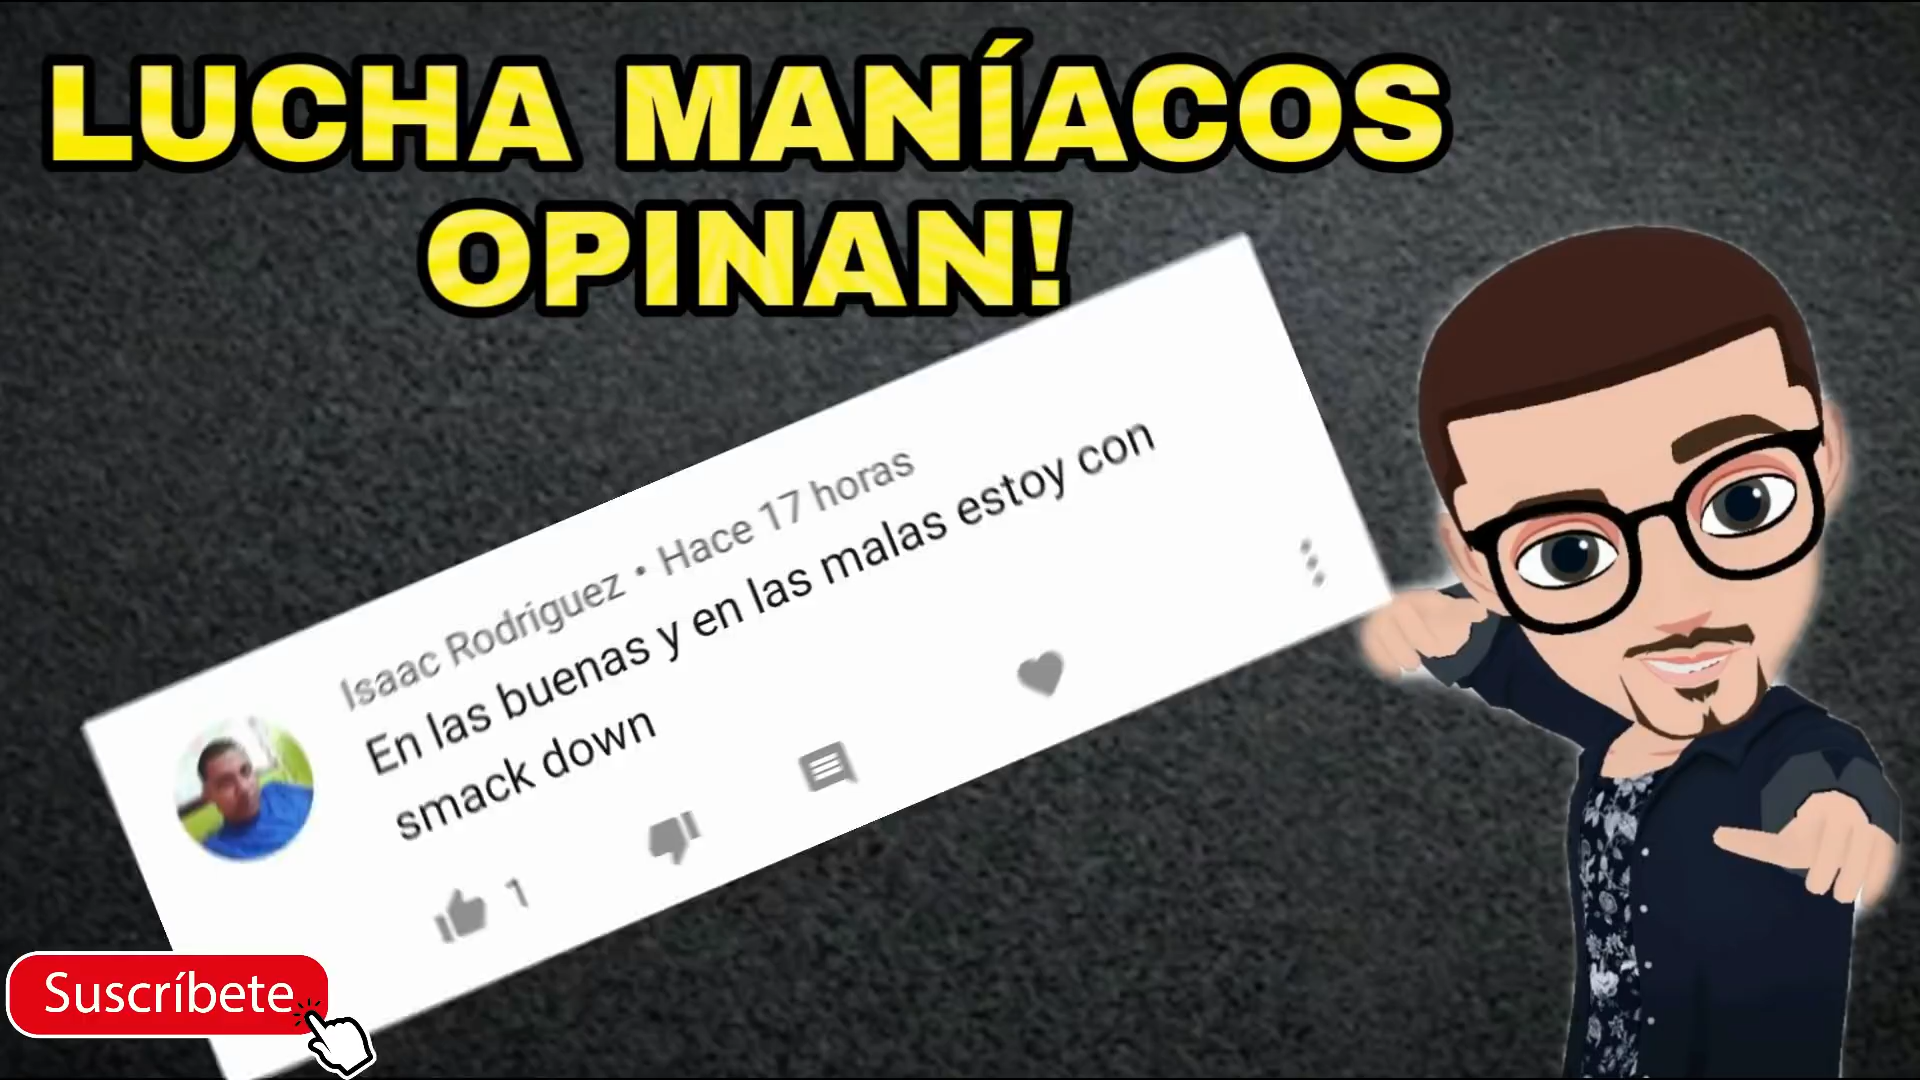 LUCHA MANÍACOS
OPINAN!
Isaac Rodriguez • Hace 17 horas
En las buenas y en las malas estoy con
smack down
1
Suscríbete